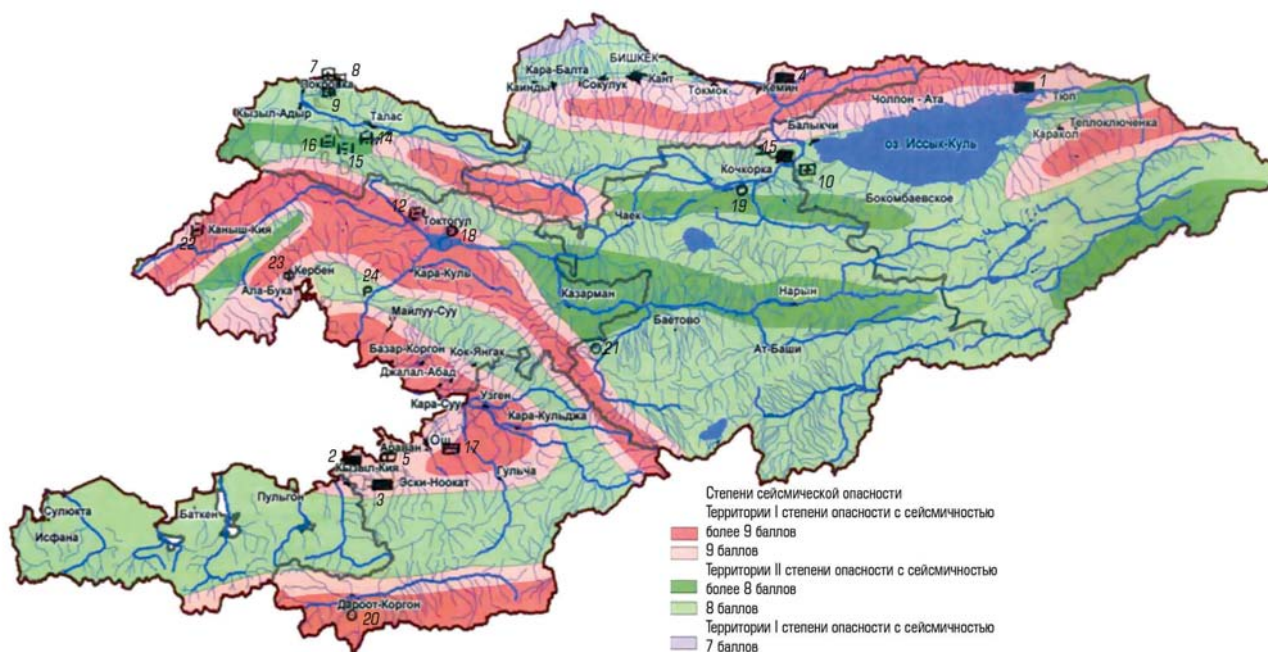 БИШКЕК
7 8
Покровка
Кара-Балта
Кант
4
Каинды
Сокулук
Токмок
Кемин
1
9
Чолпон - Ата
Тюп
Кызыл-Адыр
Талас
Балыкчи
Теплоключенка
Каракол
16 14
15
оз. Иссык-Куль
15
Кочкорка
10
19
Бокомбаевское
12
Токтогул
Чаек
22
Каныш-Кия
18
23
Кербен
24
Кара-Куль
Ала-Бука
Казарман
Нарын
Майлуу-Суу
Баетово
Базар-Коргон
Кок-Янгак
21
Ат-Баши
Джалал-Абад
Кара-Суу
Узген
Кара-Кульджа
Ош
Араван
17
2
5
Кызыл-Кия
Эски-Ноокат
Гульча
3
Пульгон
Баткен
Сулюкта
Исфана
Дароот-Коргон
20
Степени сейсмической опасности
Территории I степени опасности с сейсмичностью
более 9 баллов
9 баллов
Территории II степени опасности с сейсмичностью
более 8 баллов
8 баллов
Территории I степени опасности с сейсмичностью
7 баллов